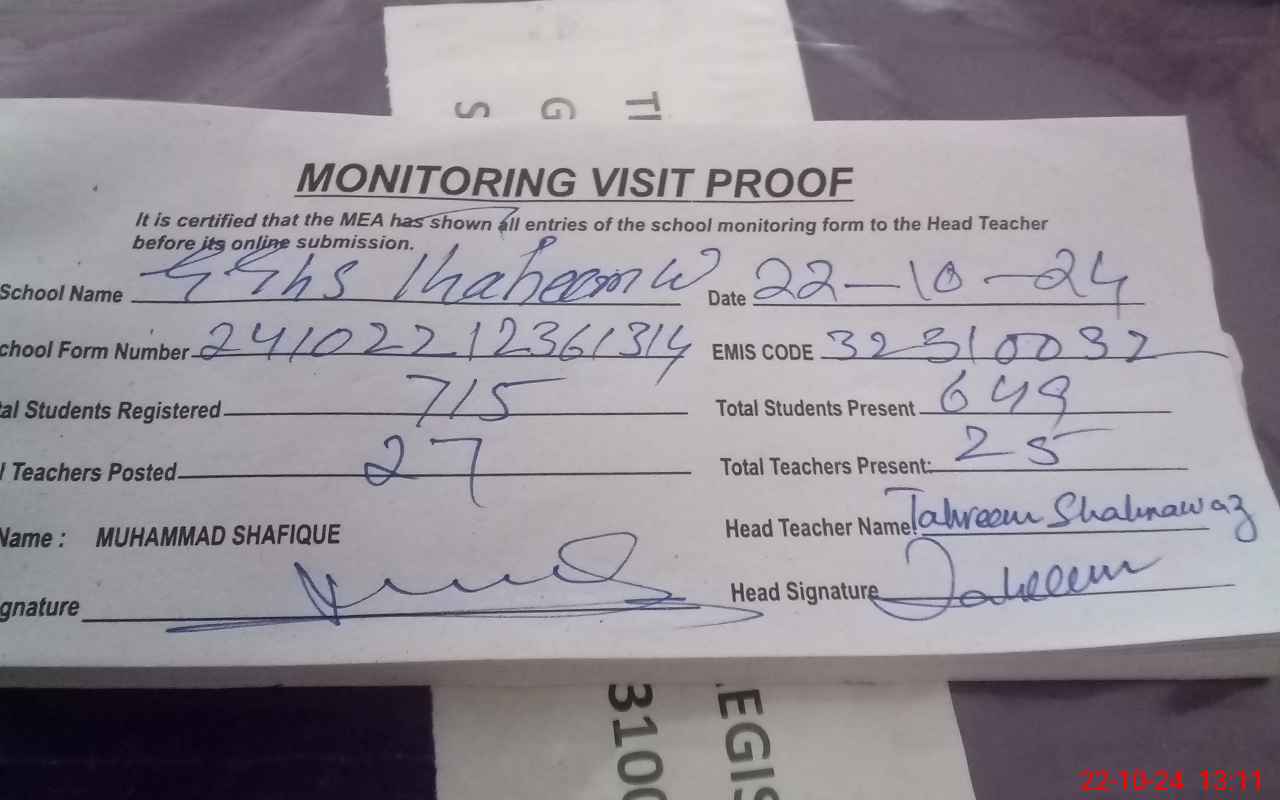 TI
G
S
MONITORING VISIT PROOF
It is certified that the MEA has shown all entries of the school monitoring form to the Head Teacher
before its online submission.
School Name GGHS Date 22-10-24
chool Form Number 24102212361314 EMIS CODE 32310032
al Students Registered 715 Total Students Present 649
l Teachers Posted 27 Total Teachers Present: 25
Name : MUHAMMAD SHAFIQUE Head Teacher Name: Tahreem Shahnawaz
gnature Head Signature Tahreem
EGIS
3100
22-10-24 13:11